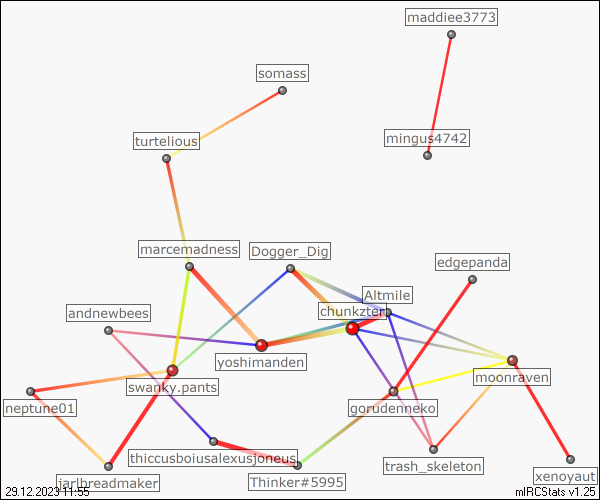 maddiee3773
somass
mingus4742
turtelious
marcemadness
Dogger_Dig
edgepanda
Altmile
andnewbees
chunkzter
yoshimanden
moonraven
swanky.pants
neptune01
gorudenneko
thiccusboiusalexusjoneus
trash_skeleton
xenoyaut
jarlbreadmaker
Thinker#5995
29.12.2023 11:55
mIRCStats v1.25